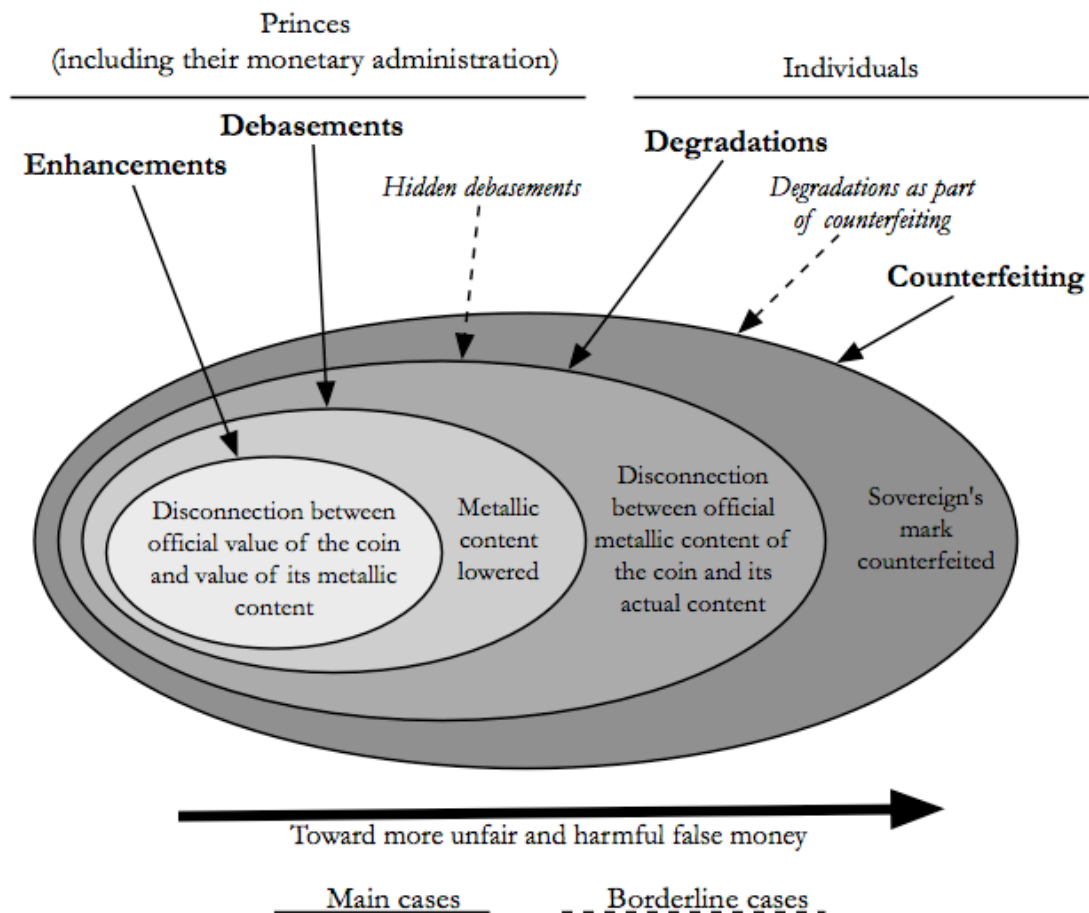 Princes
(including their monetary administration)
Individuals
Debasements
Enhancements
Hidden debasements
Degradations
Degradations as part
of counterfeiting
Counterfeiting
Disconnection between
official value of the coin
and value of its metallic
content
Metallic
content
lowered
Disconnection
between official
metallic content of
the coin and its
actual content
Sovereign's
mark
counterfeited
Toward more unfair and harmful false money
Main cases
Borderline cases